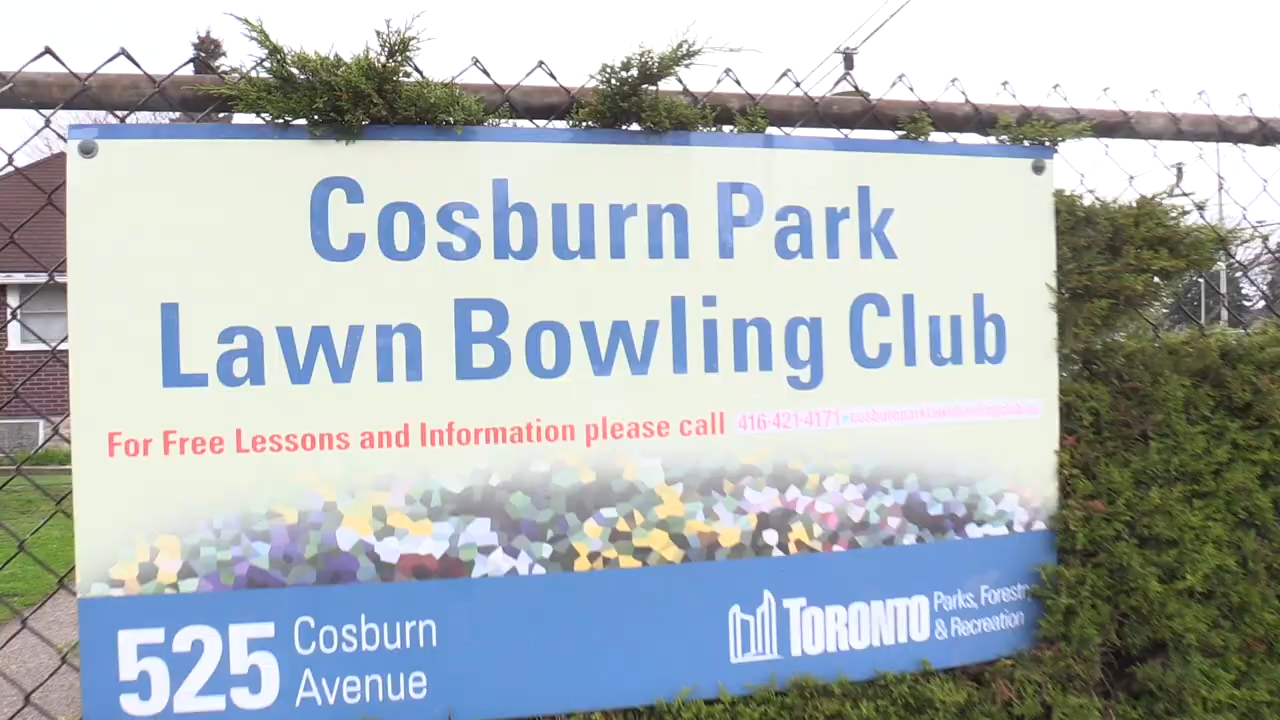 Cosburn Park
Lawn Bowling Club
For Free Lessons and Information please call 416-421-4171
525 Cosburn Avenue
TORONTO Parks, Forestry & Recreation